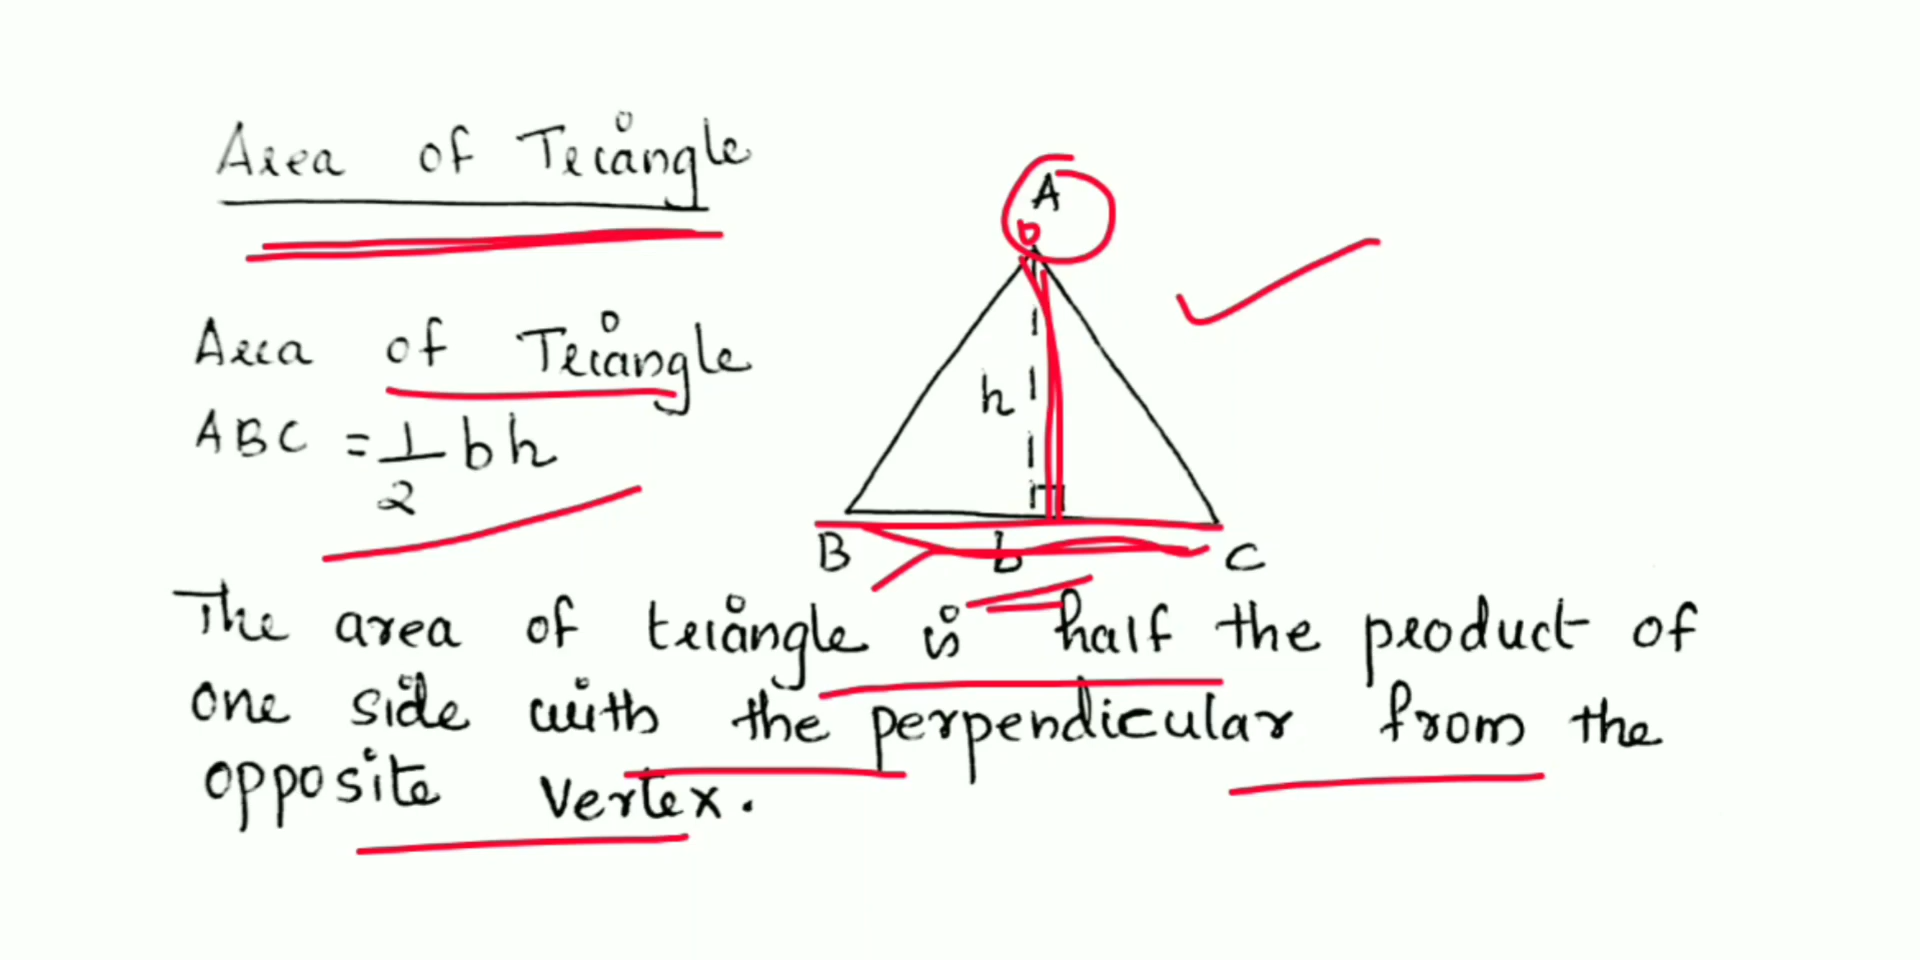 Area of Triangle
A
Area of Triangle
h
ABC = 1/2 bh
B b C
The area of triangle is half the product of
one side with the perpendicular from the
opposite vertex.